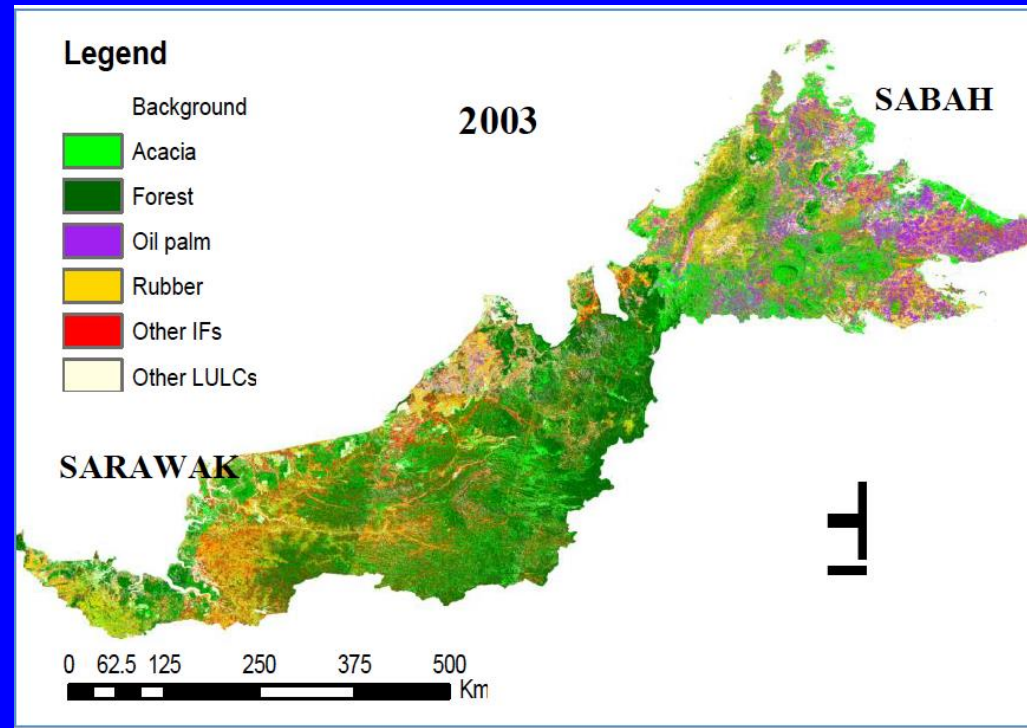 Legend
Background
Acacia
Forest
Oil palm
Rubber
Other IFs
Other LULCs
2003
SABAH
SARAWAK
0 62.5 125 250 375 500
Km